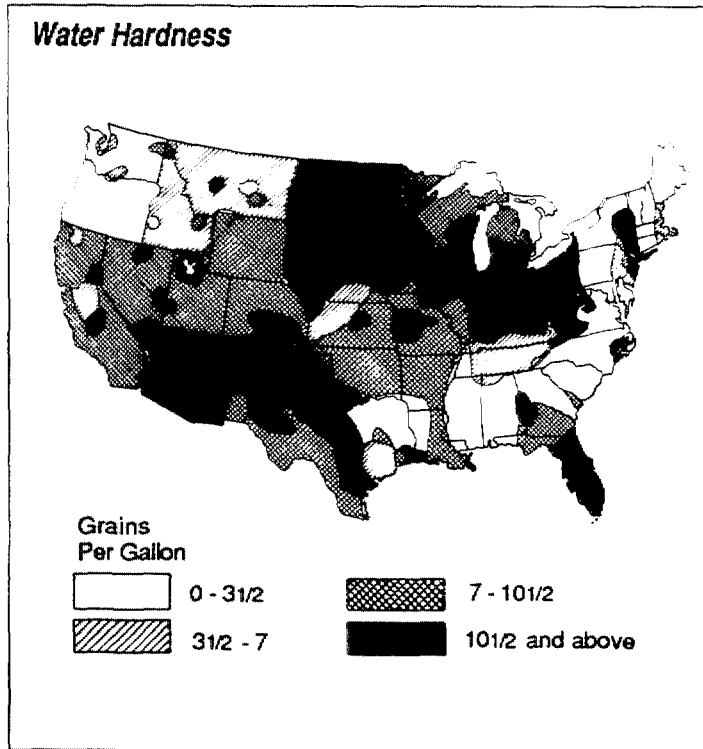 Water Hardness
Grains
Per Gallon
0 - 31/2
7 - 101/2
31/2 - 7
101/2 and above